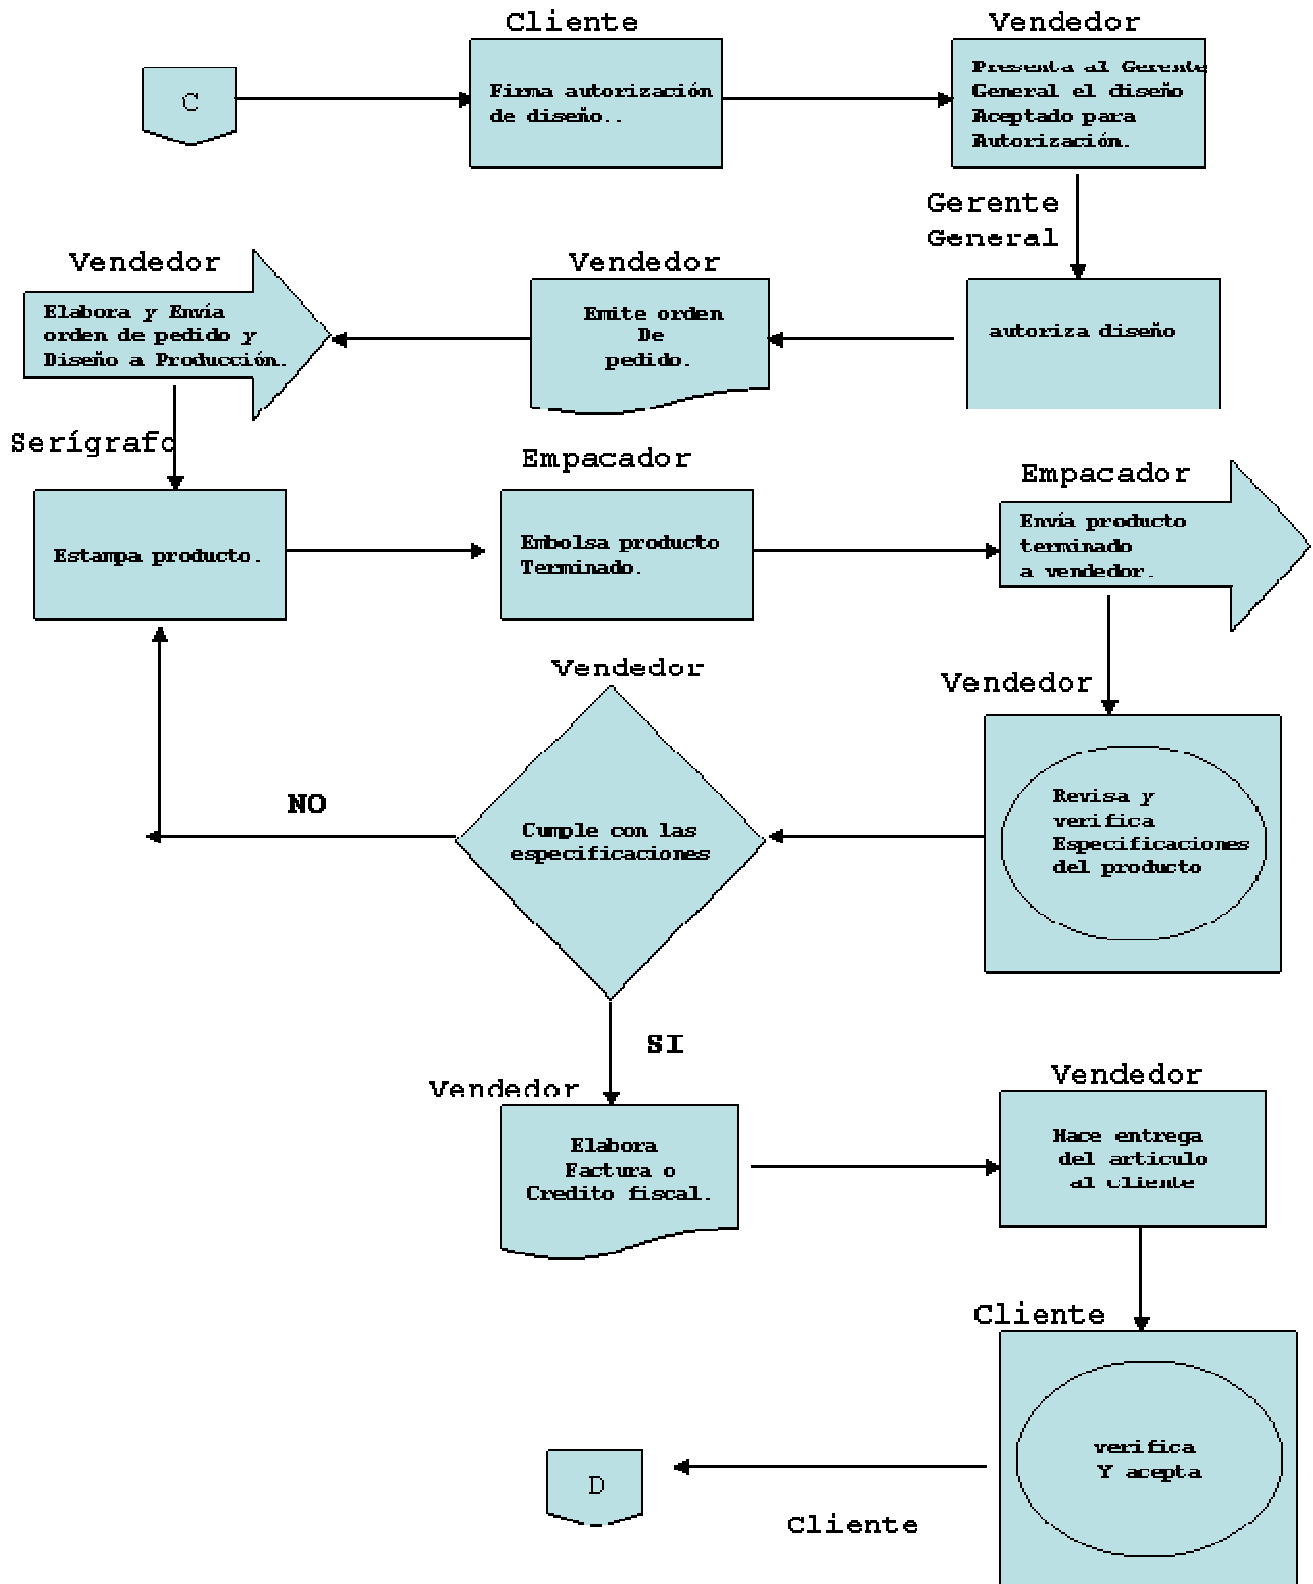 Cliente
Vendedor
C
Firma autorización
de diseño..
Presenta al Gerente
General el diseño
Aceptado para
Autorización.
Gerente
General
Vendedor
Vendedor
Elabora y Envía
orden de pedido y
Diseño a Producción.
Emite orden
De
pedido.
autoriza diseño
Serígrafo
Empacador
Empacador
Estampa producto.
Embolsa producto
Terminado.
Envía producto
terminado
a vendedor.
Vendedor
Vendedor
NO
Cumple con las
especificaciones
Revisa y
verifica
Especificaciones
del producto
SI
Vendedor
Vendedor
Elabora
Factura o
Credito fiscal.
Hace entrega
del artículo
al cliente
Cliente
verifica
Y acepta
D
Cliente